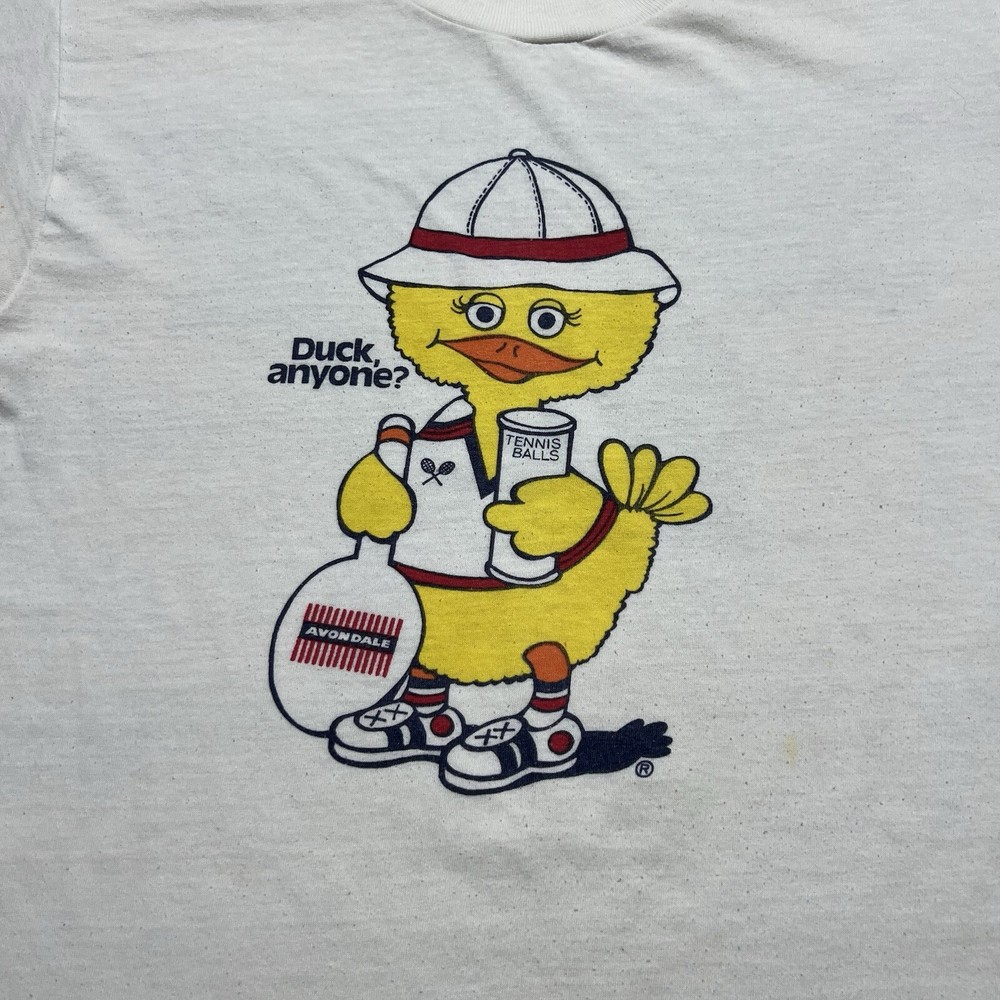 Duck,
anyone?
TENNIS
BALLS
AVONDALE
®